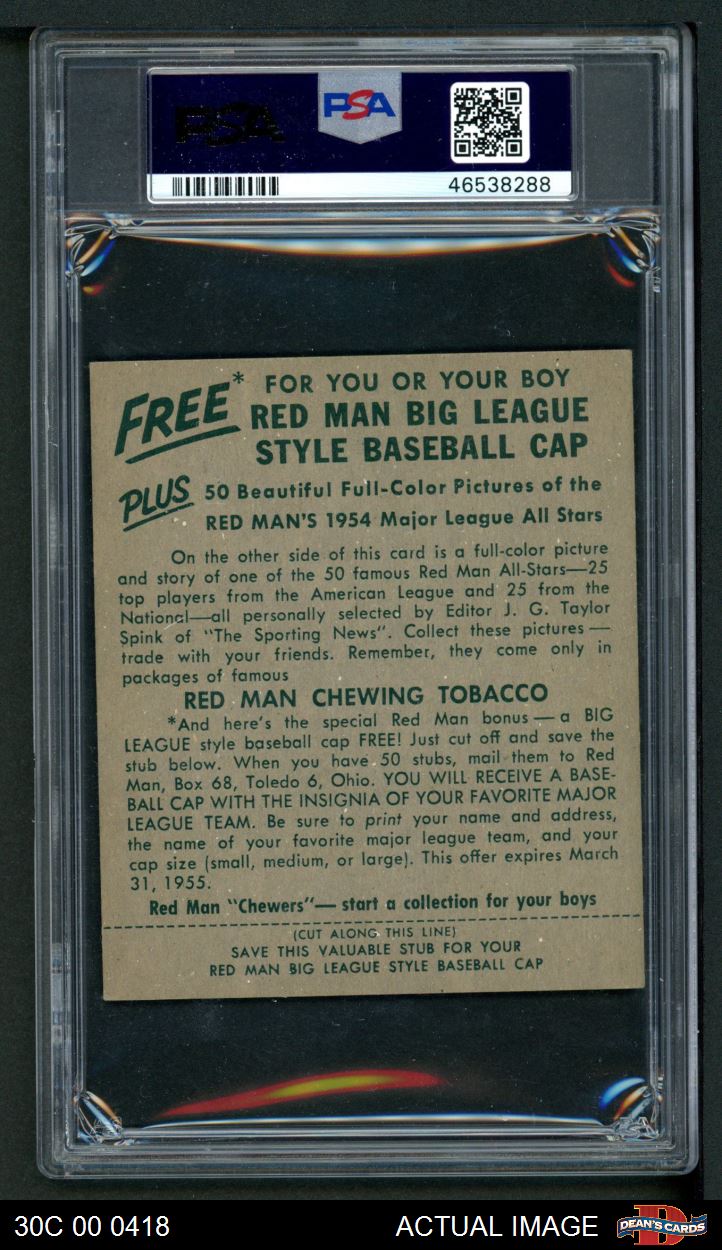 PSA
PSA
46538288
FREE* FOR YOU OR YOUR BOY
RED MAN BIG LEAGUE
STYLE BASEBALL CAP
PLUS 50 Beautiful Full-Color Pictures of the
RED MAN'S 1954 Major League All Stars
On the other side of this card is a full-color picture
and story of one of the 50 famous Red Man All-Stars—25
top players from the American League and 25 from the
National—all personally selected by Editor J. G. Taylor
Spink of "The Sporting News". Collect these pictures —
trade with your friends. Remember, they come only in
packages of famous
RED MAN CHEWING TOBACCO
*And here's the special Red Man bonus — a BIG
LEAGUE style baseball cap FREE! Just cut off and save the
stub below. When you have 50 stubs, mail them to Red
Man, Box 68, Toledo 6, Ohio. YOU WILL RECEIVE A BASE-
BALL CAP WITH THE INSIGNIA OF YOUR FAVORITE MAJOR
LEAGUE TEAM. Be sure to print your name and address,
the name of your favorite major league team, and your
cap size (small, medium, or large). This offer expires March
31, 1955.
Red Man "Chewers"— start a collection for your boys
(CUT ALONG THIS LINE)
SAVE THIS VALUABLE STUB FOR YOUR
RED MAN BIG LEAGUE STYLE BASEBALL CAP
30C 00 0418
ACTUAL IMAGE
D
DEAN'S CARDS